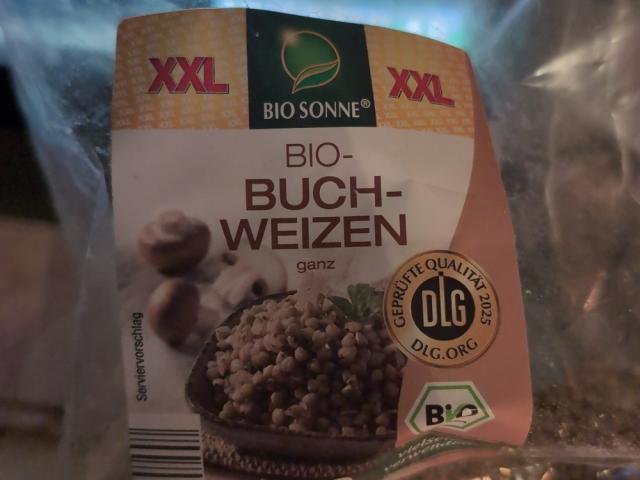 XXL
BIO SONNE®
XXL
BIO-
BUCH-
WEIZEN
ganz
GEPRÜFTE QUALITÄT 2025
DLG
DLG.ORG
Bio
Serviervorschlag